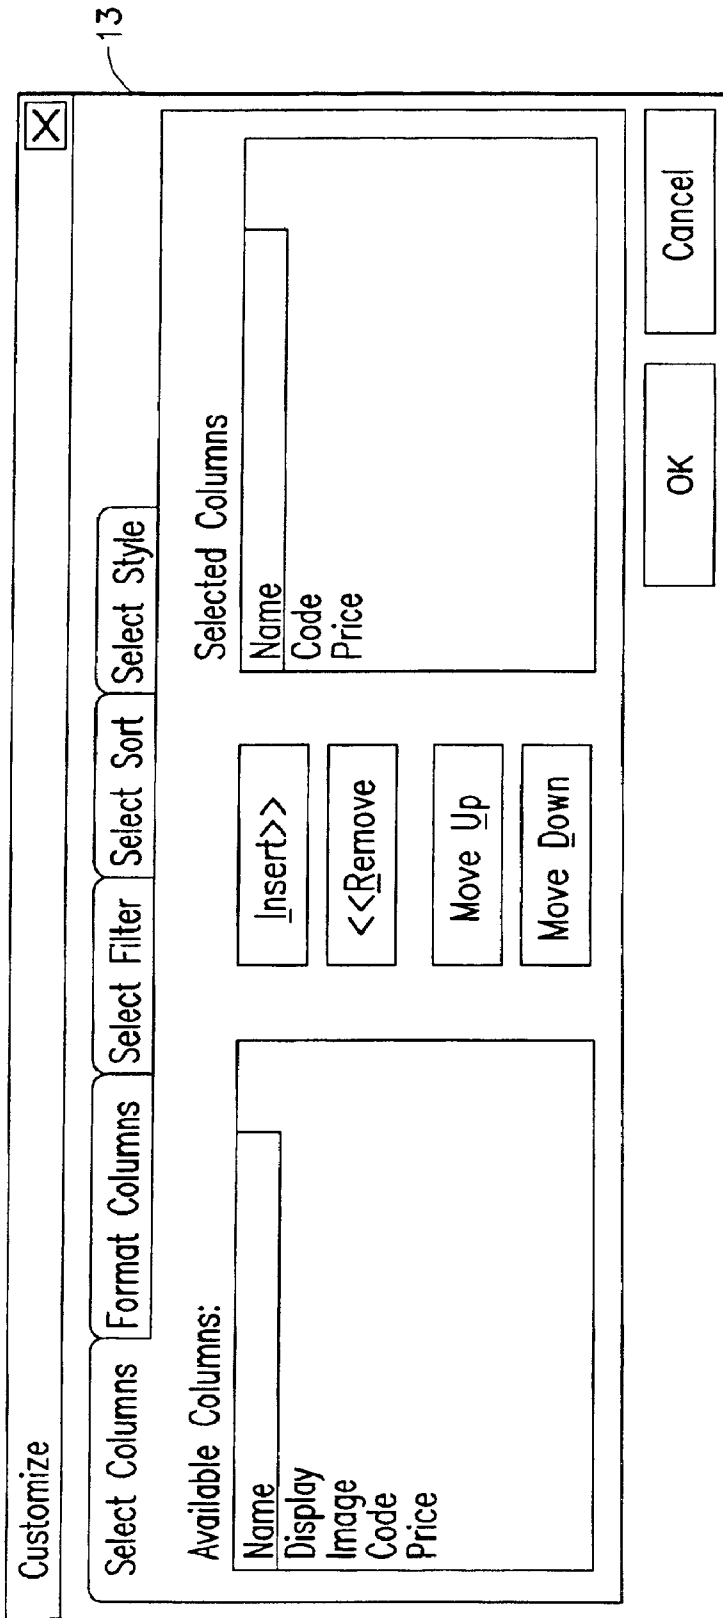 13
Customize
X
Select Columns
Format Columns
Select Filter
Select Sort
Select Style
Available Columns:
Name
Display
Image
Code
Price
Insert>>
<<Remove
Move Up
Move Down
Selected Columns
Name
Code
Price
OK
Cancel